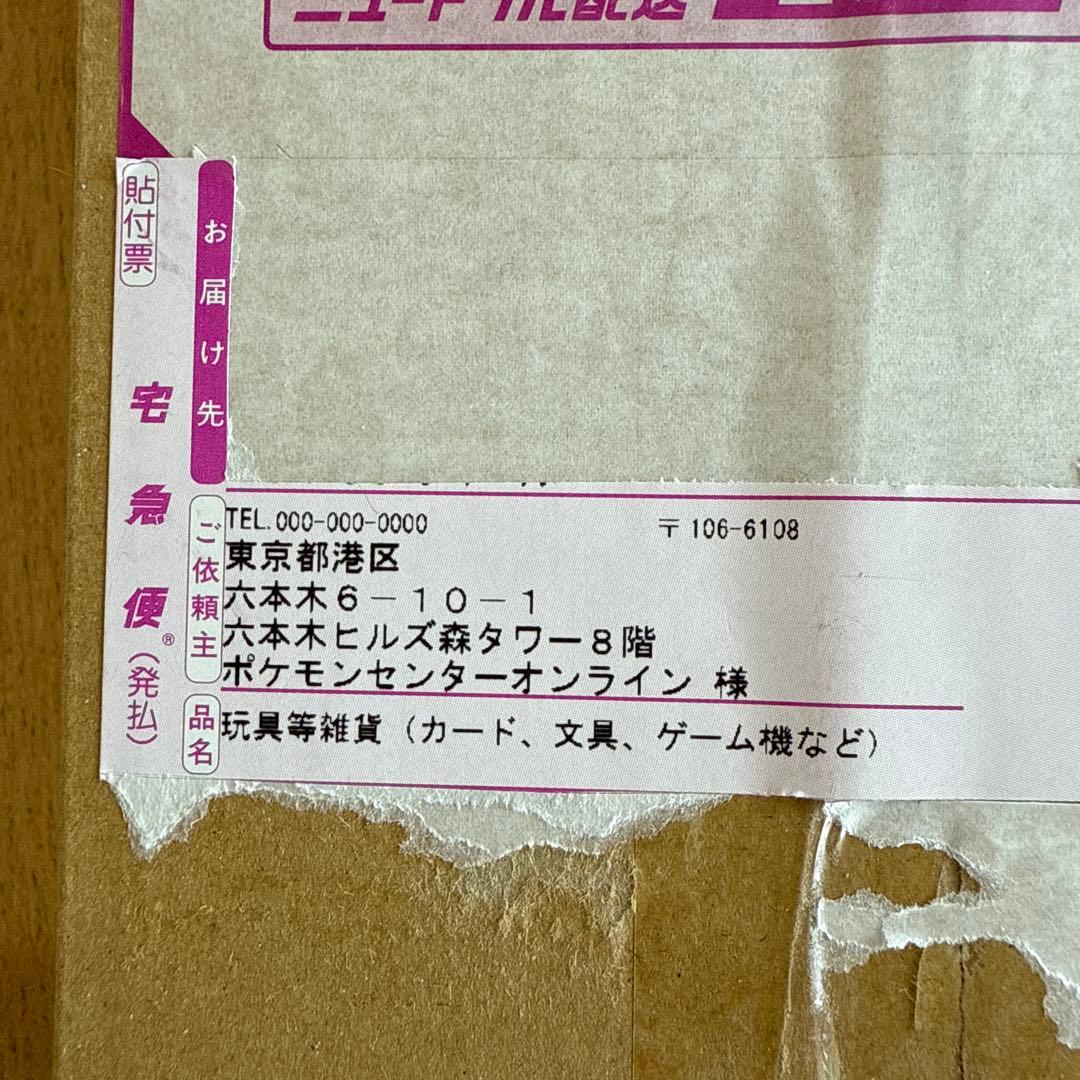 貼付票
お届け先
宅急便®(発払)
ご依頼主
TEL.000-000-0000 〒106-6108
東京都港区
六本木6-10-1
六本木ヒルズ森タワー8階
ポケモンセンターオンライン 様
品名
玩具等雑貨（カード、文具、ゲーム機など）